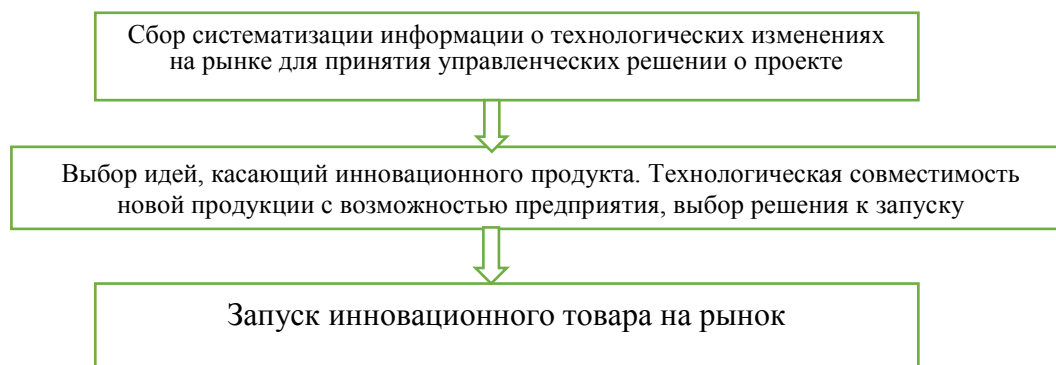 Сбор систематизации информации о технологических изменениях
на рынке для принятия управленческих решении о проекте
Выбор идей, касающий инновационного продукта. Технологическая совместимость
новой продукции с возможностью предприятия, выбор решения к запуску
Запуск инновационного товара на рынок